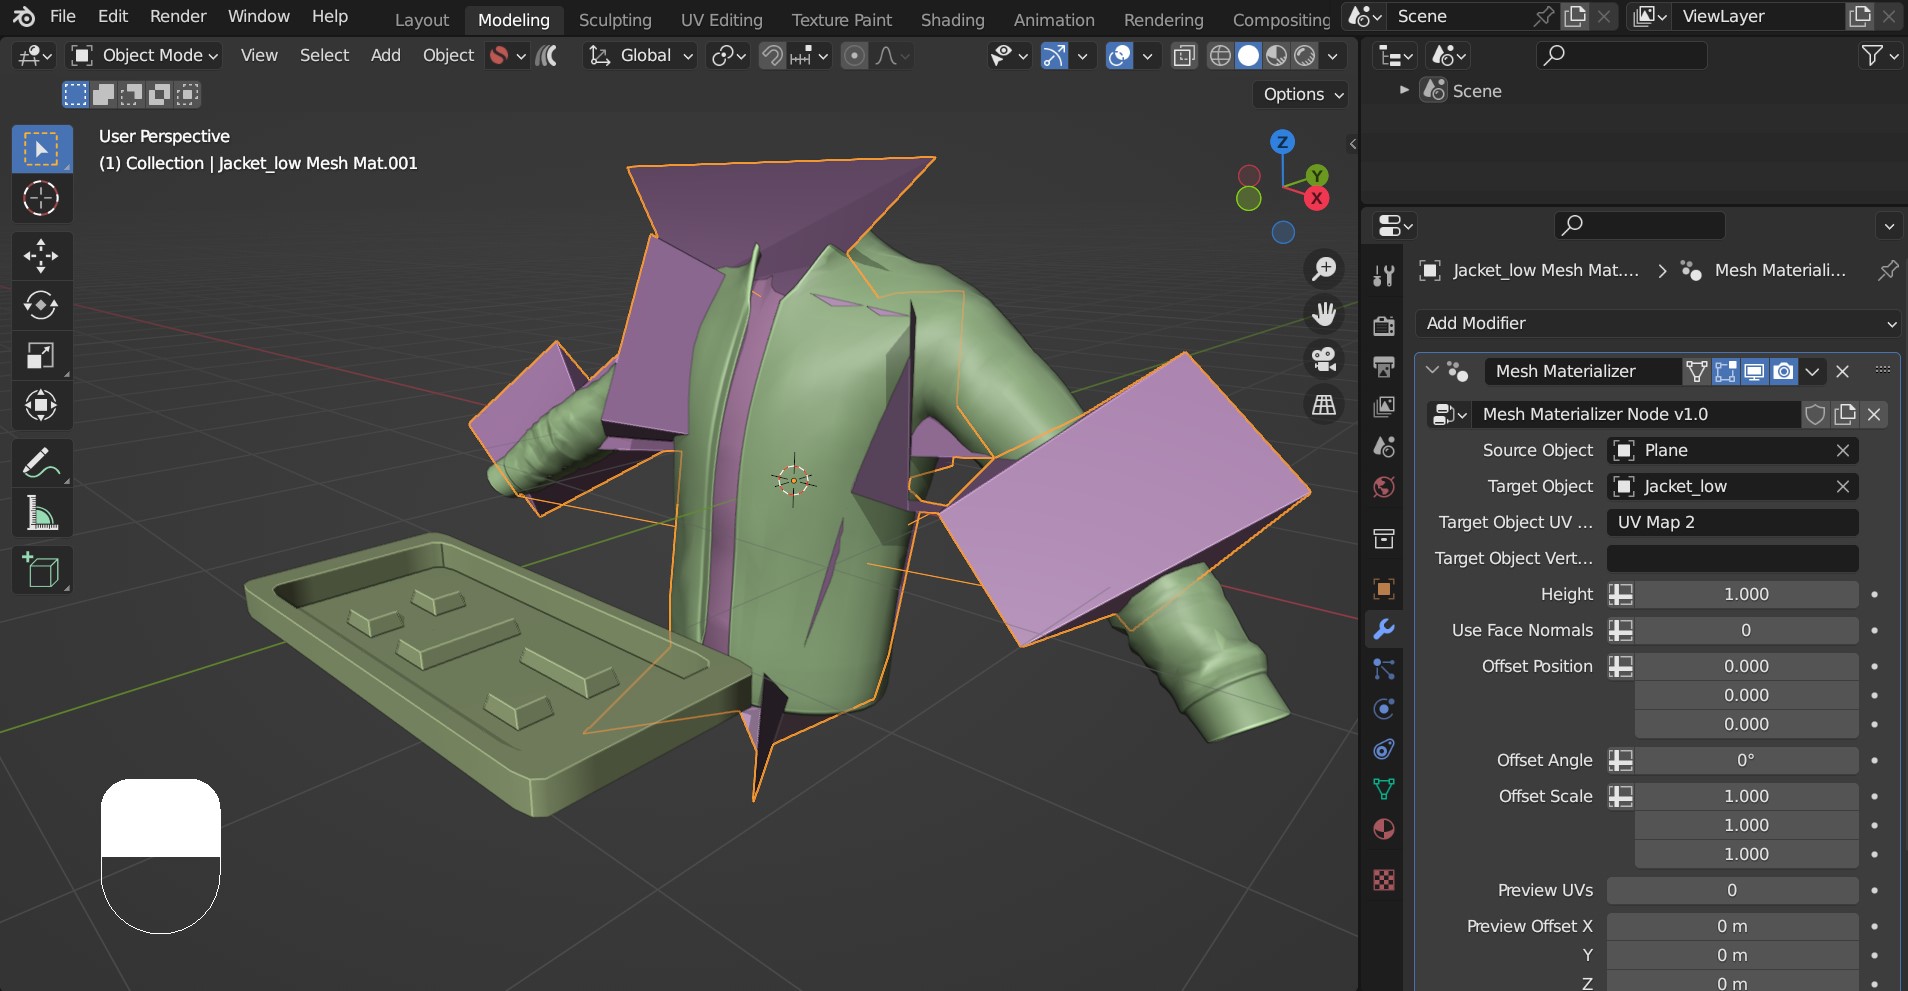 File Edit Render Window Help Layout Modeling Sculpting UV Editing Texture Paint Shading Animation Rendering Compositing Scene ViewLayer
Object Mode View Select Add Object Global
Options
User Perspective
(1) Collection | Jacket_low Mesh Mat.001
Z
Y
X
Scene
Jacket_low Mesh Mat.... Mesh Materiali...
Add Modifier
Mesh Materializer
Mesh Materializer Node v1.0
Source Object Plane
Target Object Jacket_low
Target Object UV ... UV Map 2
Target Object Vert...
Height 1.000
Use Face Normals 0
Offset Position 0.000
0.000
0.000
Offset Angle 0°
Offset Scale 1.000
1.000
1.000
Preview UVs 0
Preview Offset X 0 m
Y 0 m
Z 0 m